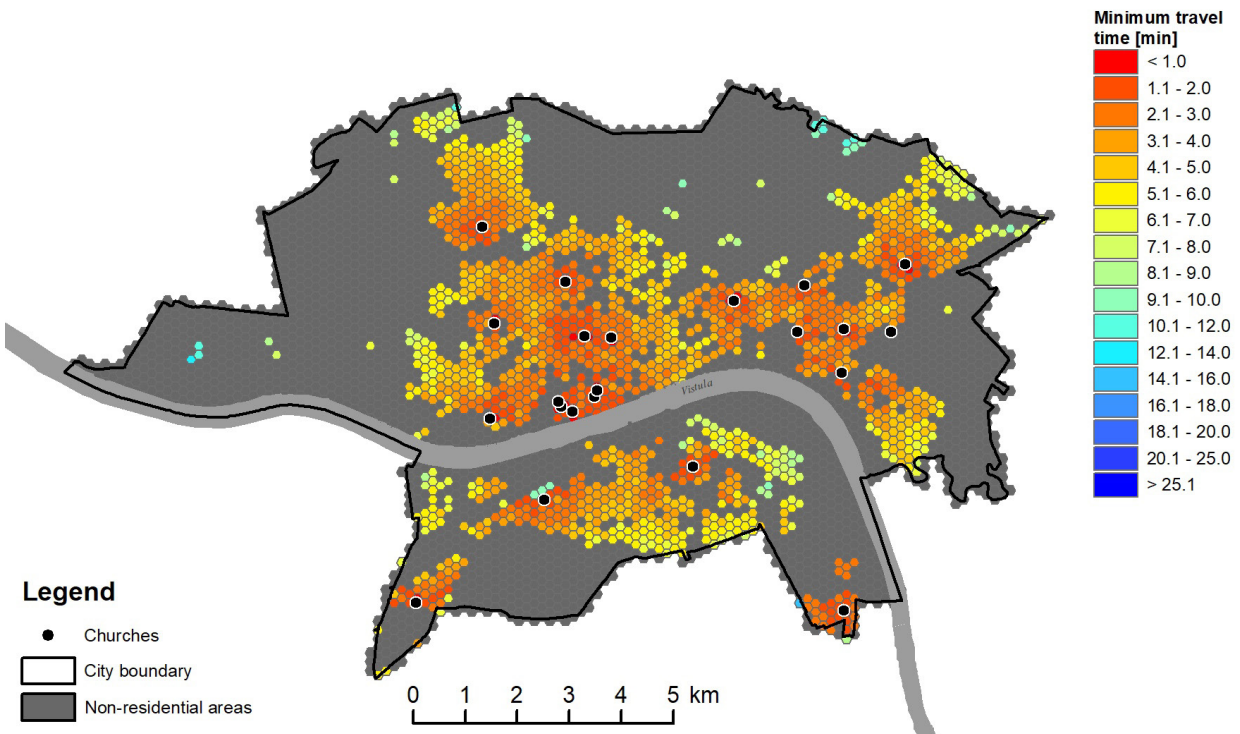 Minimum travel
time [min]
< 1.0
1.1 - 2.0
2.1 - 3.0
3.1 - 4.0
4.1 - 5.0
5.1 - 6.0
6.1 - 7.0
7.1 - 8.0
8.1 - 9.0
9.1 - 10.0
10.1 - 12.0
12.1 - 14.0
14.1 - 16.0
16.1 - 18.0
18.1 - 20.0
20.1 - 25.0
> 25.1
Vistula
Legend
Churches
City boundary
Non-residential areas
0 1 2 3 4 5 km